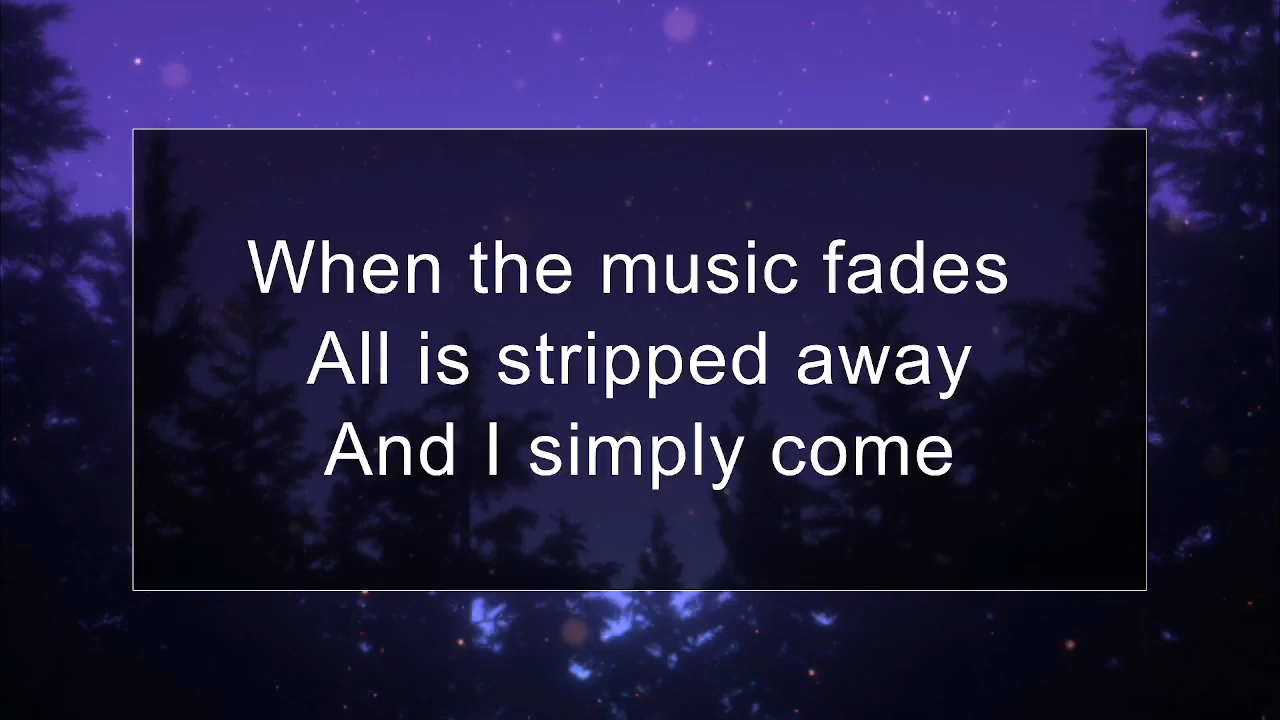 When the music fades
All is stripped away
And I simply come